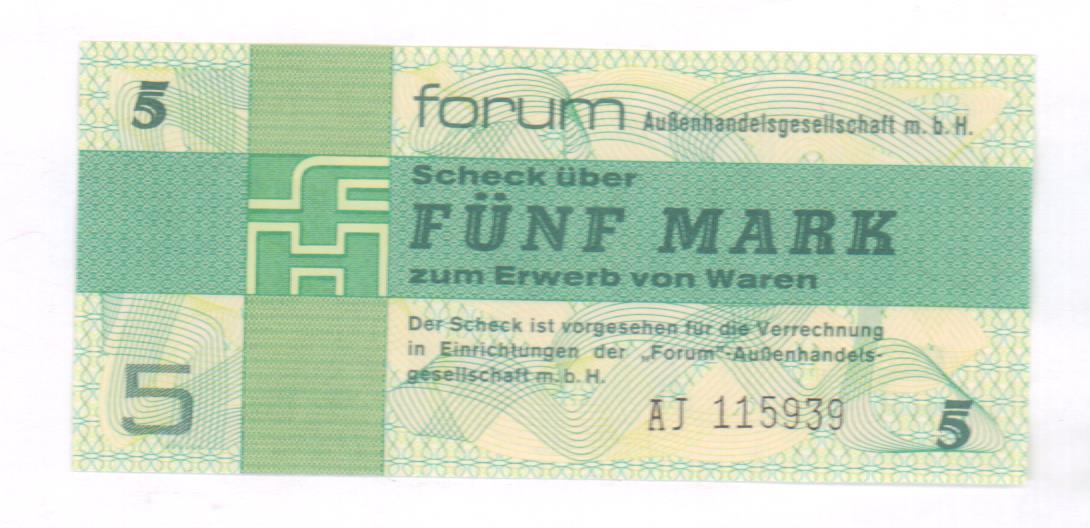 5
forum Außenhandelsgesellschaft m. b. H.
Scheck über
FÜNF MARK
zum Erwerb von Waren
Der Scheck ist vorgesehen für die Verrechnung
in Einrichtungen der „Forum"-Außenhandels-
gesellschaft m. b. H.
5
AJ 115939
5